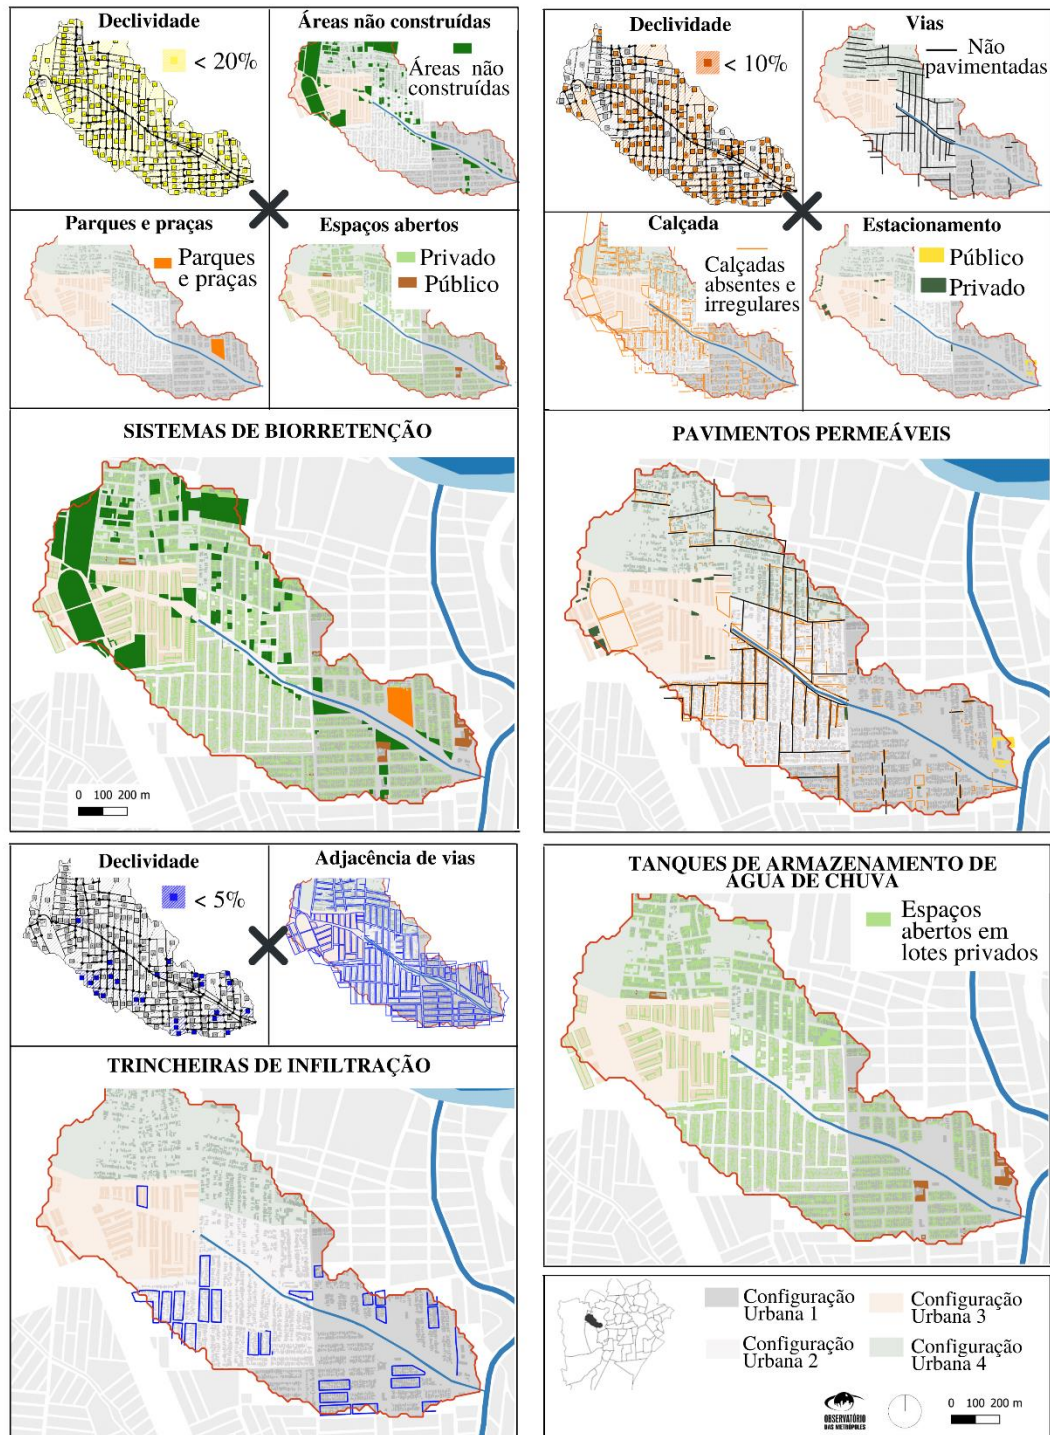 Declividade
< 20%
Áreas não construídas
Áreas não
construídas
Parques e praças
Parques
e praças
Espaços abertos
Privado
Público
SISTEMAS DE BIORRETENÇÃO
0 100 200 m
Declividade
< 10%
Vias
Não
pavimentadas
Calçada
Calçadas
absentes e
irregulares
Estacionamento
Público
Privado
PAVIMENTOS PERMEÁVEIS
Declividade
< 5%
Adjacência de vias
TRINCHEIRAS DE INFILTRAÇÃO
TANQUES DE ARMAZENAMENTO DE
ÁGUA DE CHUVA
Espaços
abertos em
lotes privados
Configuração
Urbana 1
Configuração
Urbana 3
Configuração
Urbana 2
Configuração
Urbana 4
OBSERVATÓRIO
DAS METRÓPOLES
0 100 200 m